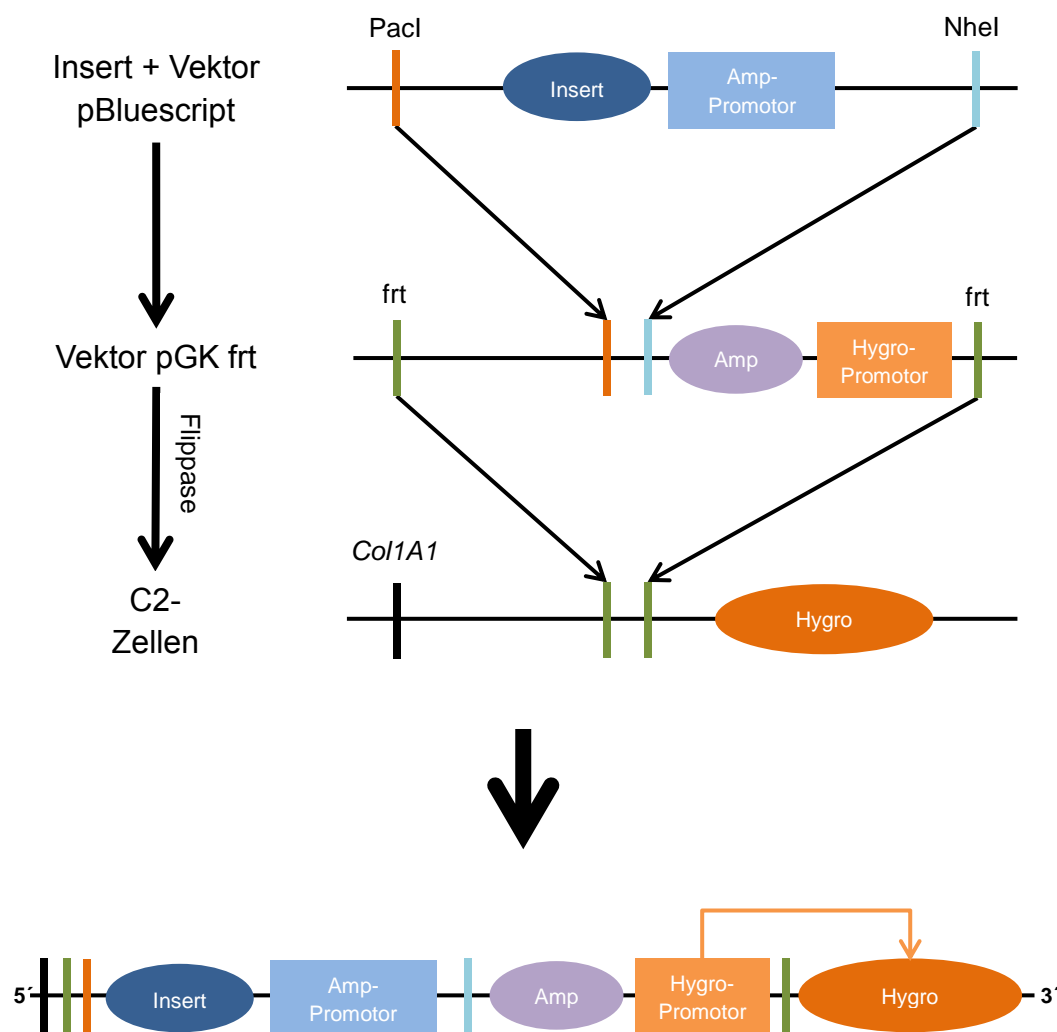 PacI
NheI
Insert + Vektor
pBluescript
Insert
Amp-
Promotor
frt
frt
Vektor pGK frt
Amp
Hygro-
Promotor
Flippase
Col1A1
C2-
Zellen
Hygro
5´
Insert
Amp-
Promotor
Amp
Hygro-
Promotor
Hygro
3´